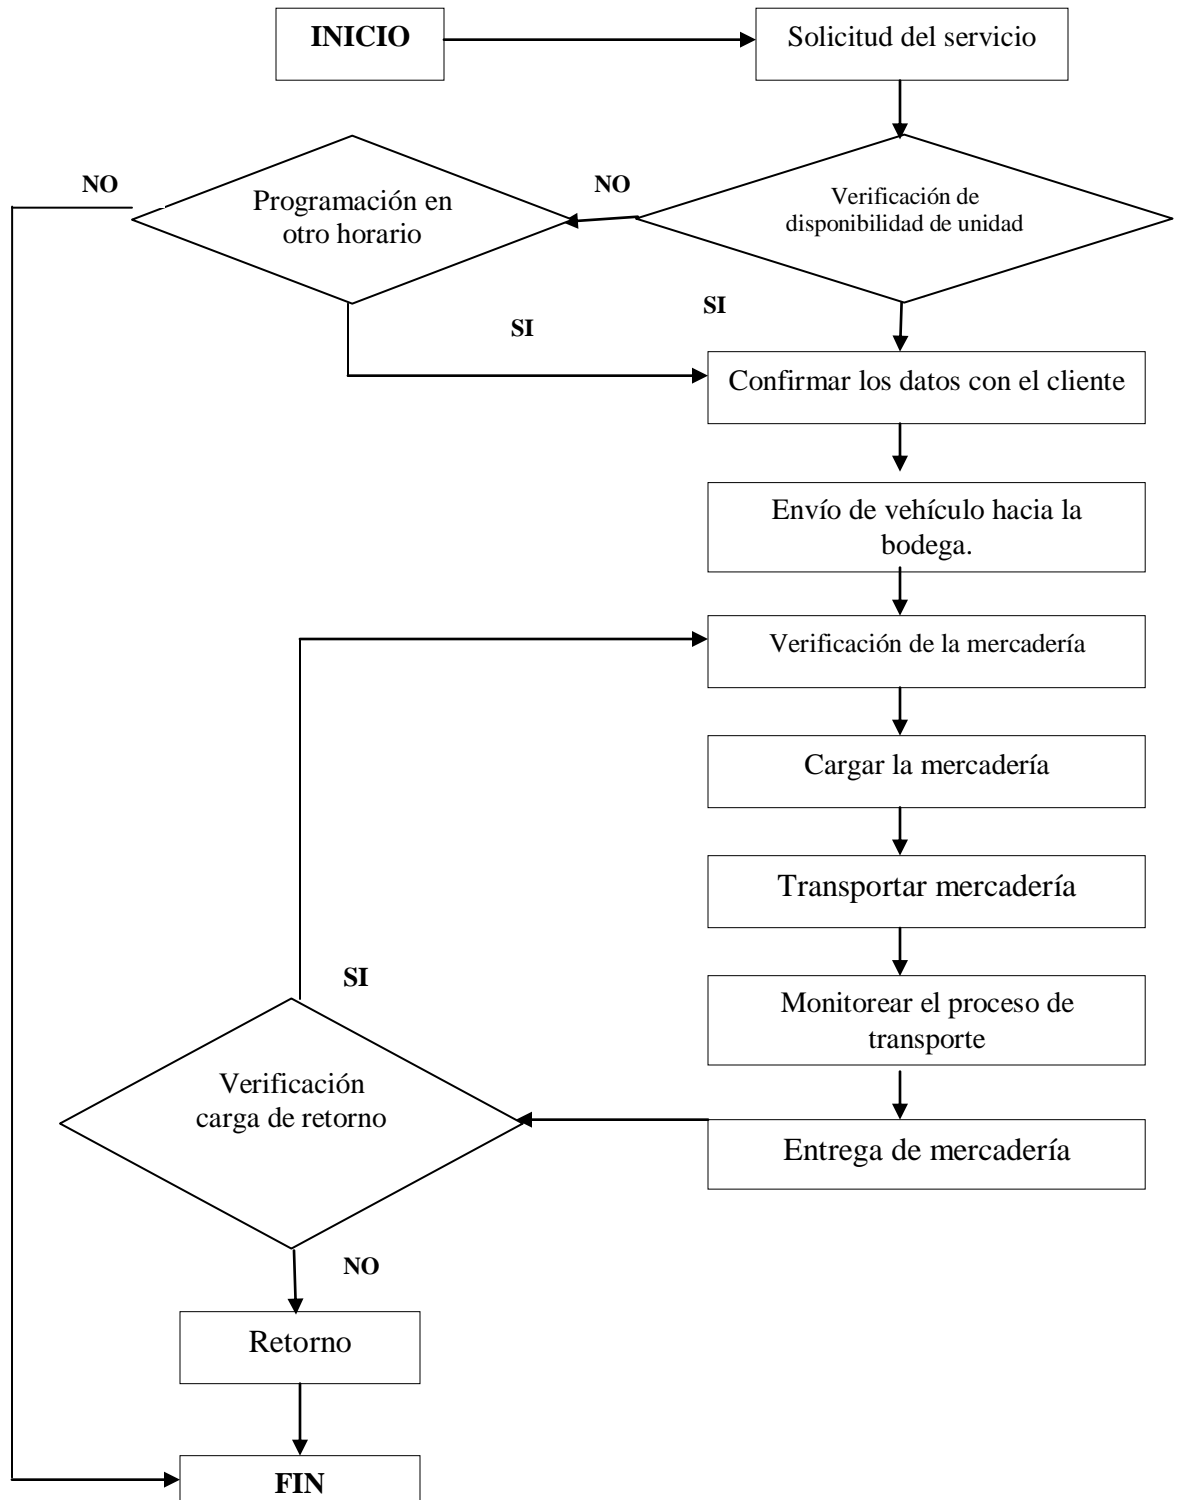 INICIO
Solicitud del servicio
NO
Programación en
otro horario
NO
Verificación de
disponibilidad de unidad
SI
SI
Confirmar los datos con el cliente
Envío de vehículo hacia la
bodega.
Verificación de la mercadería
Cargar la mercadería
Transportar mercadería
SI
Monitorear el proceso de
transporte
Verificación
carga de retorno
Entrega de mercadería
NO
Retorno
FIN